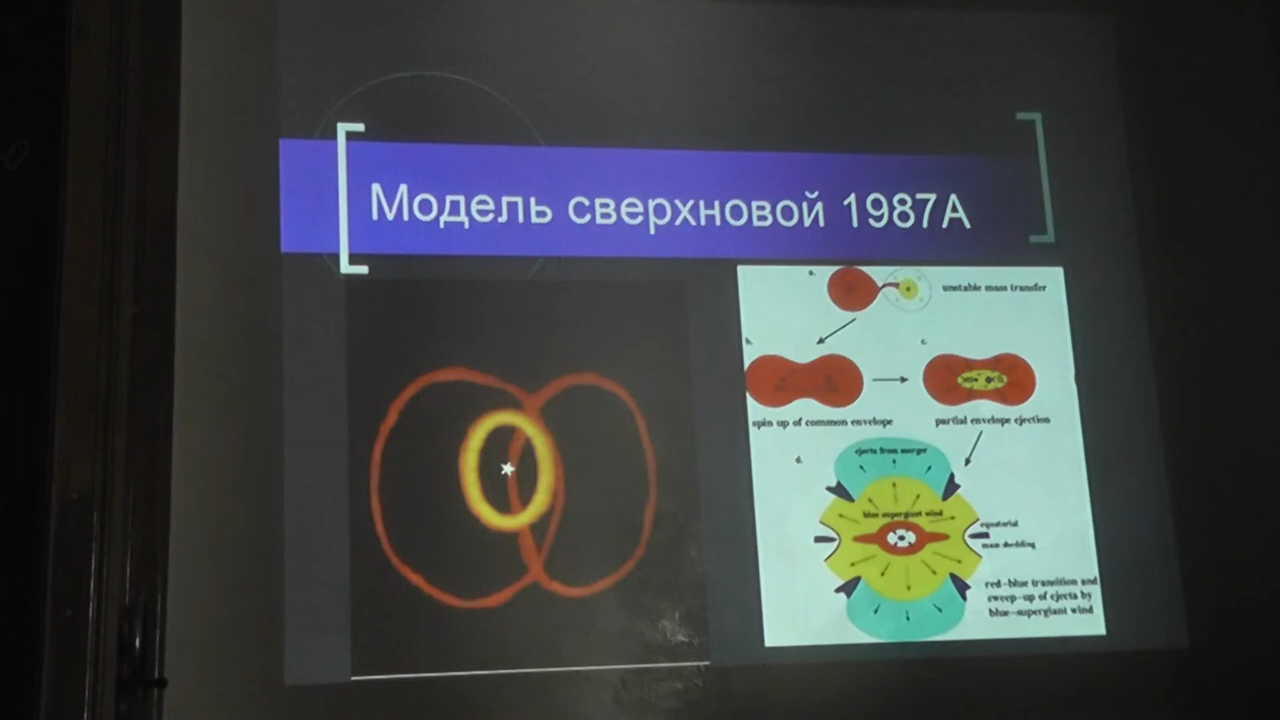 Модель сверхновой 1987А
a.
unstable mass transfer
b.
c.
spin up of common envelope
partial envelope ejection
d.
ejecta from merger
blue supergiant wind
equatorial
mass shedding
red-blue transition and
sweep-up of ejecta by
blue-supergiant wind